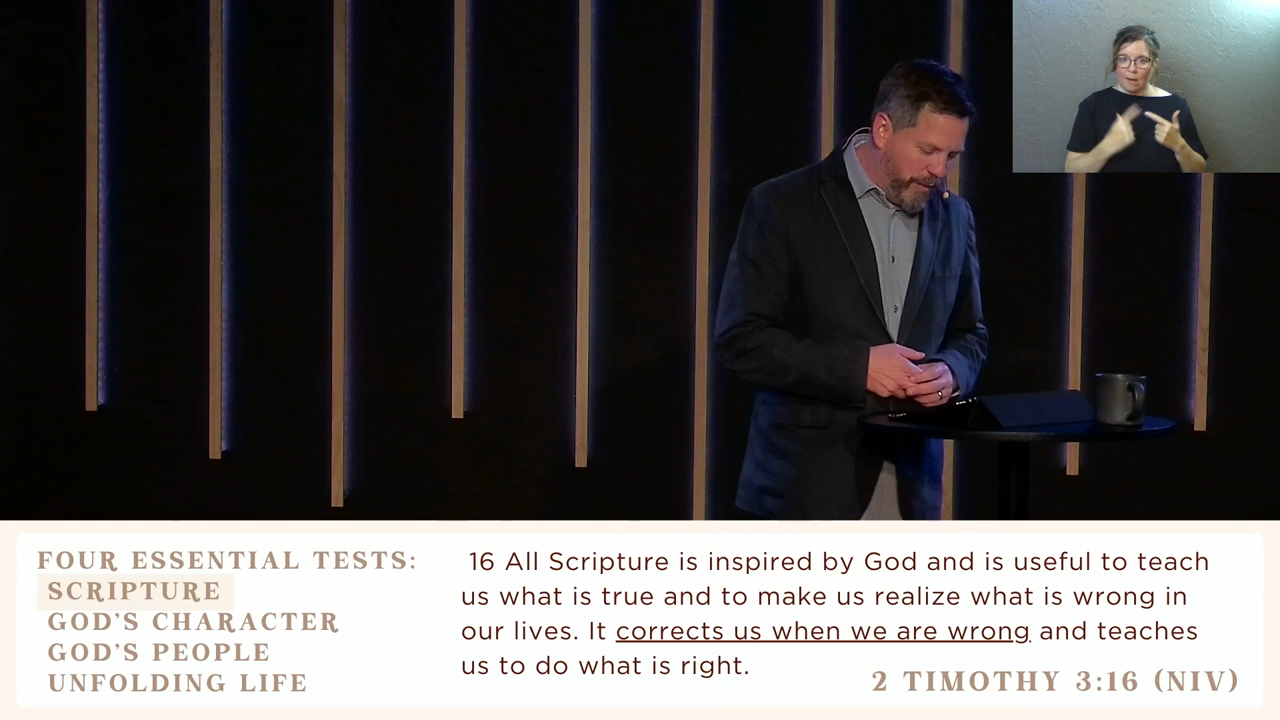 FOUR ESSENTIAL TESTS:
SCRIPTURE
GOD'S CHARACTER
GOD'S PEOPLE
UNFOLDING LIFE
16 All Scripture is inspired by God and is useful to teach
us what is true and to make us realize what is wrong in
our lives. It corrects us when we are wrong and teaches
us to do what is right.
2 TIMOTHY 3:16 (NIV)